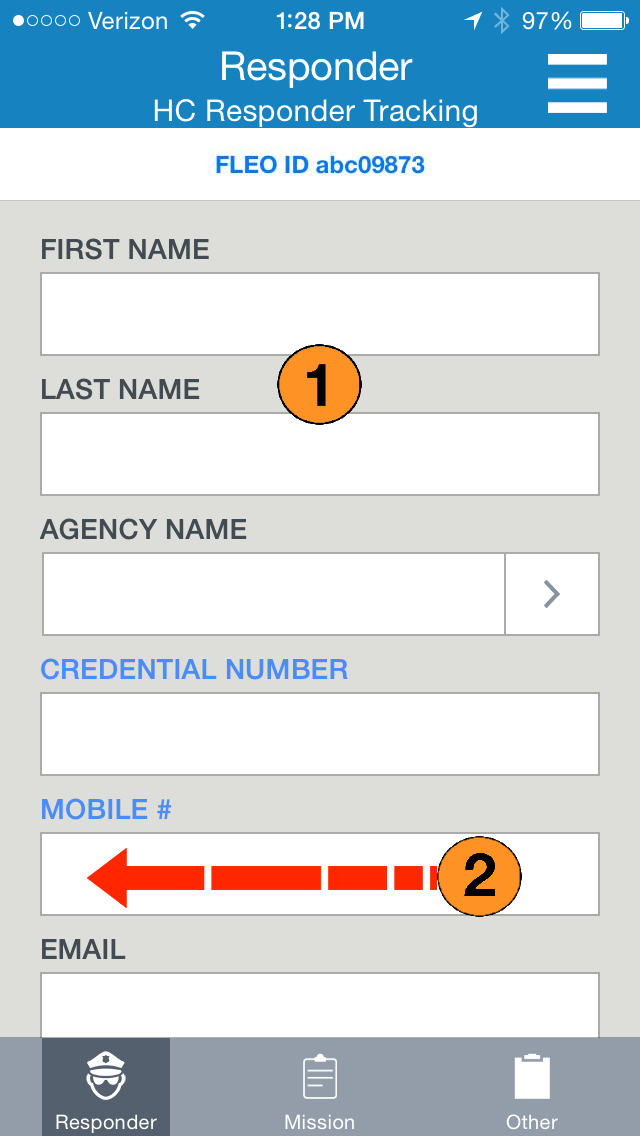 Verizon 1:28 PM 97%
Responder
HC Responder Tracking
FLEO ID abc09873
FIRST NAME
1
LAST NAME
AGENCY NAME
CREDENTIAL NUMBER
MOBILE #
2
EMAIL
Responder Mission Other